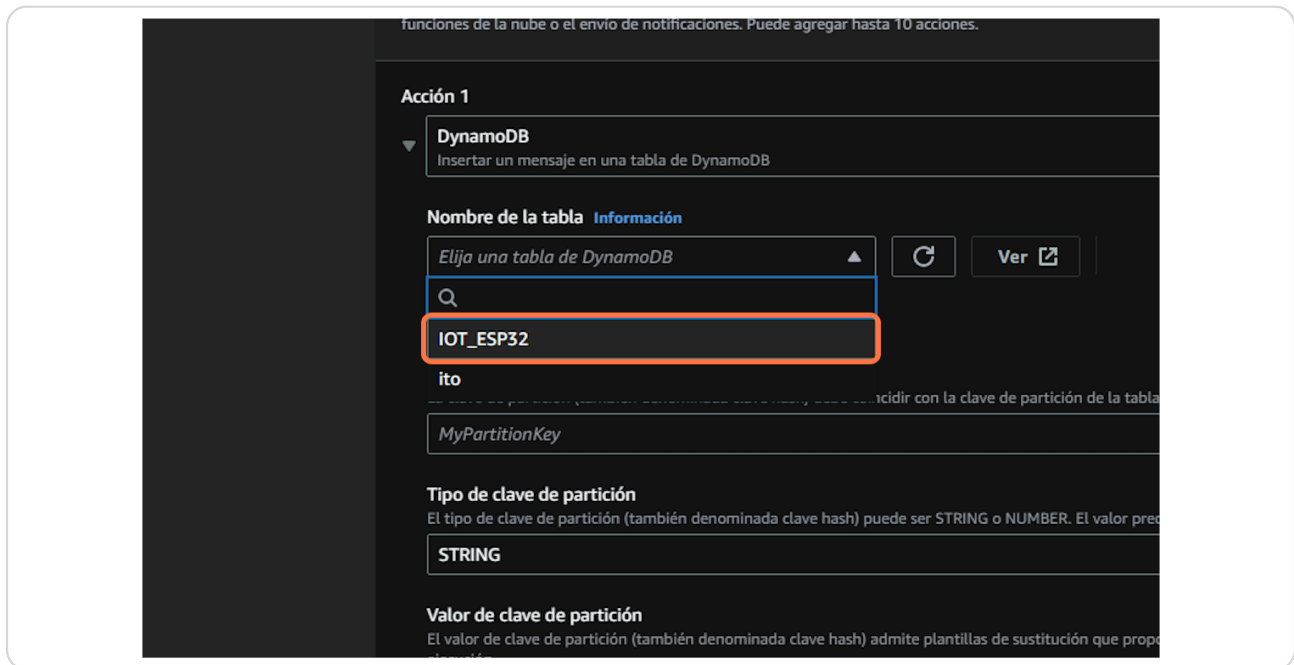 funciones de la nube o el envío de notificaciones. Puede agregar hasta 10 acciones.
Acción 1
DynamoDB
Insertar un mensaje en una tabla de DynamoDB
Nombre de la tabla Información
Elija una tabla de DynamoDB
Ver
IOT_ESP32
ito
cidir con la clave de partición de la tabla
MyPartitionKey
Tipo de clave de partición
El tipo de clave de partición (también denominada clave hash) puede ser STRING o NUMBER. El valor pred
STRING
Valor de clave de partición
El valor de clave de partición (también denominada clave hash) admite plantillas de sustitución que propo